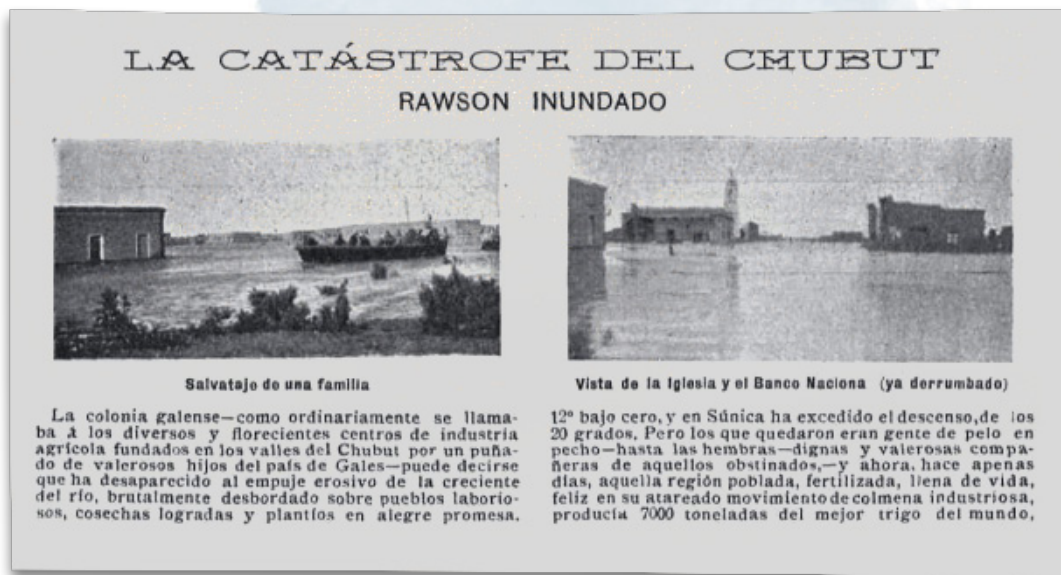 LA CATÁSTROFE DEL CHUBUT
RAWSON INUNDADO
Salvataje de una familia
Vista de la Iglesia y el Banco Naciona (ya derrumbado)
La colonia galense—como ordinariamente se llama-
ba á los diversos y florecientes centros de industria
agrícola fundados en los valles del Chubut por un puña-
do de valerosos hijos del país de Gales—puede decirse
que ha desaparecido al empuje erosivo de la creciente
del río, brutalmente desbordado sobre pueblos laborio-
sos, cosechas logradas y plantíos en alegre promesa.
12° bajo cero, y en Súnica ha excedido el descenso,de los
20 grados. Pero los que quedaron eran gente de pelo en
pecho—hasta las hembras—dignas y valerosas compa-
ñeras de aquellos obstinados,—y ahora, hace apenas
días, aquella región poblada, fertilizada, llena de vida,
feliz en su atareado movimiento de colmena industriosa,
producía 7000 toneladas del mejor trigo del mundo,